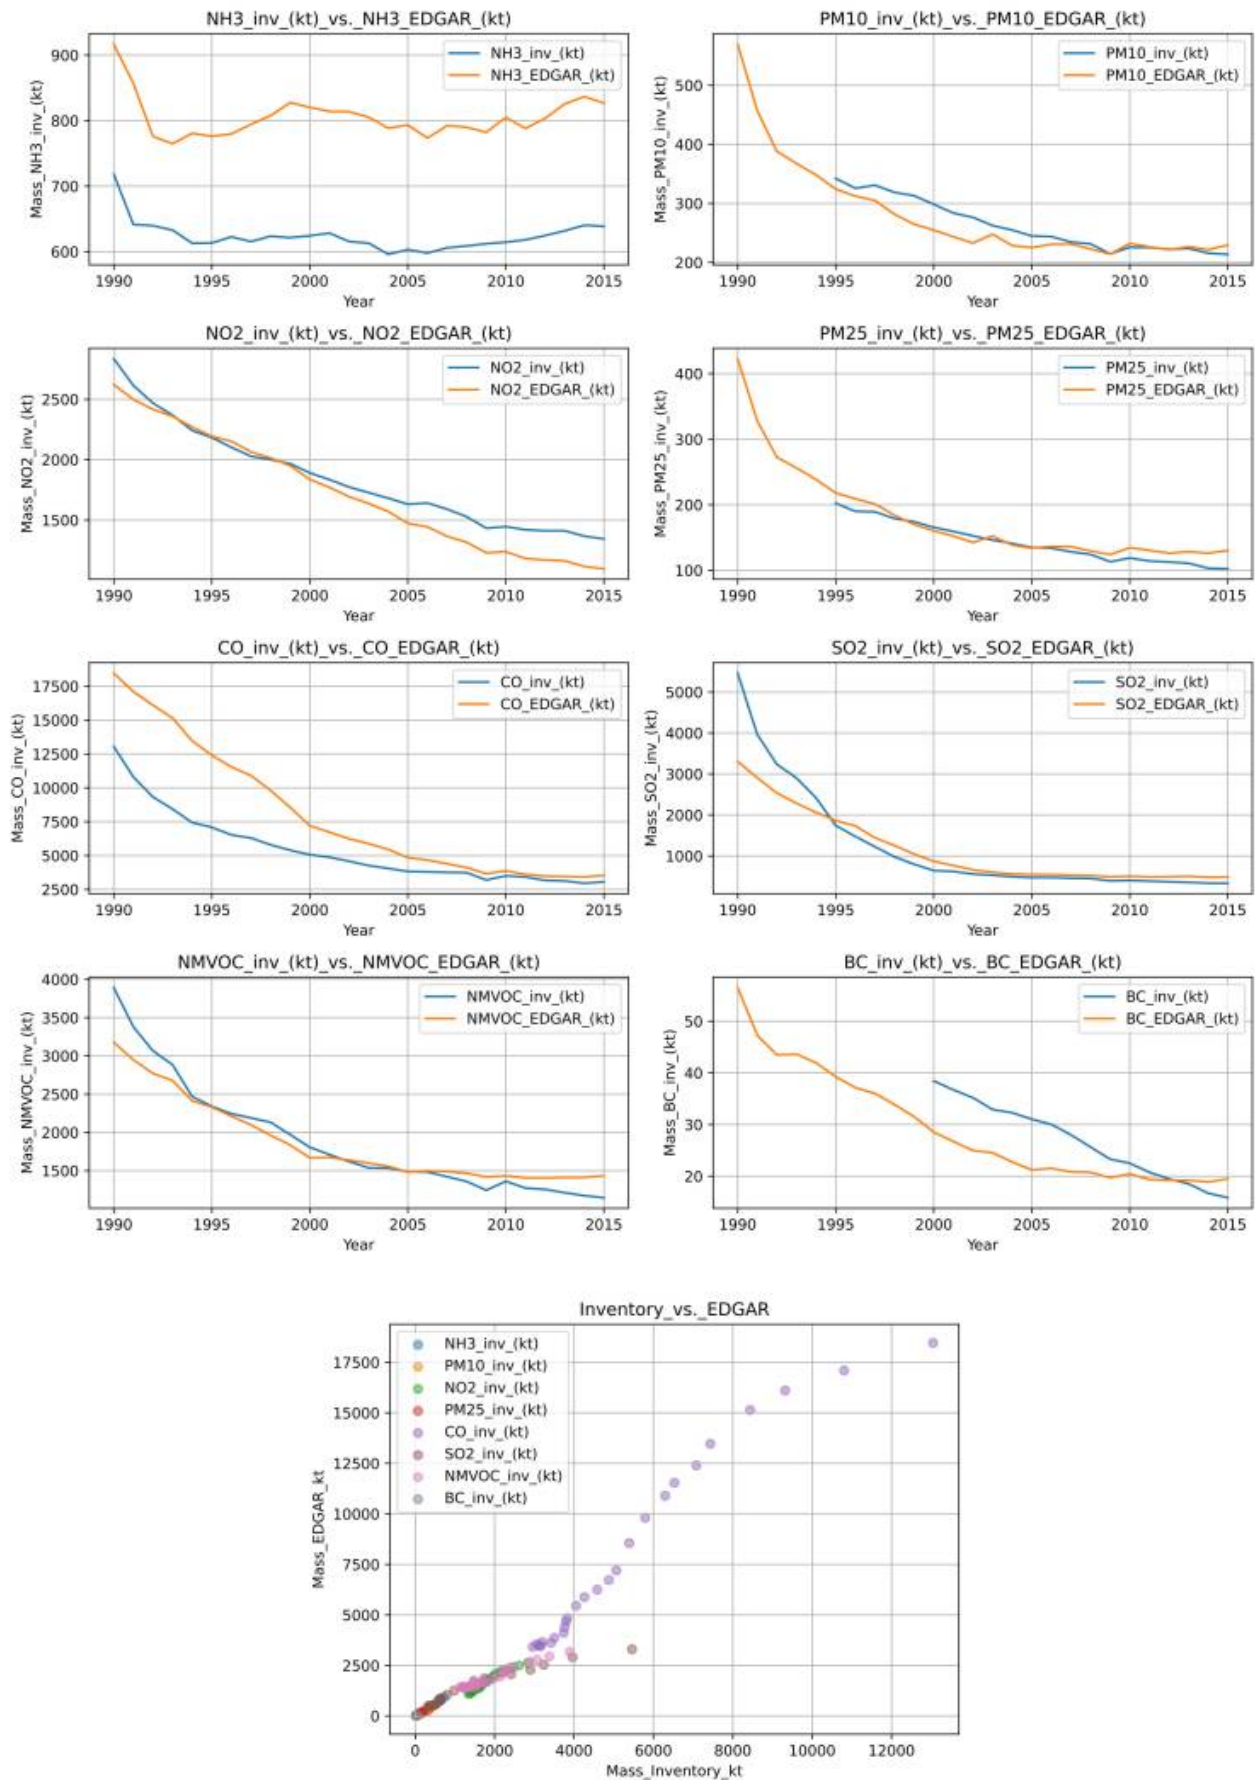 NH3_inv_(kt)_vs._NH3_EDGAR_(kt)
NH3_inv_(kt)
NH3_EDGAR_(kt)
Mass_NH3_inv_(kt)
900
800
700
600
1990 1995 2000 2005 2010 2015
Year
PM10_inv_(kt)_vs._PM10_EDGAR_(kt)
PM10_inv_(kt)
PM10_EDGAR_(kt)
Mass_PM10_inv_(kt)
500
400
300
200
1990 1995 2000 2005 2010 2015
Year
NO2_inv_(kt)_vs._NO2_EDGAR_(kt)
NO2_inv_(kt)
NO2_EDGAR_(kt)
Mass_NO2_inv_(kt)
2500
2000
1500
1990 1995 2000 2005 2010 2015
Year
PM25_inv_(kt)_vs._PM25_EDGAR_(kt)
PM25_inv_(kt)
PM25_EDGAR_(kt)
Mass_PM25_inv_(kt)
400
300
200
100
1990 1995 2000 2005 2010 2015
Year
CO_inv_(kt)_vs._CO_EDGAR_(kt)
CO_inv_(kt)
CO_EDGAR_(kt)
Mass_CO_inv_(kt)
17500
15000
12500
10000
7500
5000
2500
1990 1995 2000 2005 2010 2015
Year
SO2_inv_(kt)_vs._SO2_EDGAR_(kt)
SO2_inv_(kt)
SO2_EDGAR_(kt)
Mass_SO2_inv_(kt)
5000
4000
3000
2000
1000
1990 1995 2000 2005 2010 2015
Year
NMVOC_inv_(kt)_vs._NMVOC_EDGAR_(kt)
NMVOC_inv_(kt)
NMVOC_EDGAR_(kt)
Mass_NMVOC_inv_(kt)
4000
3500
3000
2500
2000
1500
1990 1995 2000 2005 2010 2015
Year
BC_inv_(kt)_vs._BC_EDGAR_(kt)
BC_inv_(kt)
BC_EDGAR_(kt)
Mass_BC_inv_(kt)
50
40
30
20
1990 1995 2000 2005 2010 2015
Year
Inventory_vs._EDGAR
NH3_inv_(kt)
PM10_inv_(kt)
NO2_inv_(kt)
PM25_inv_(kt)
CO_inv_(kt)
SO2_inv_(kt)
NMVOC_inv_(kt)
BC_inv_(kt)
Mass_EDGAR_kt
17500
15000
12500
10000
7500
5000
2500
0
0 2000 4000 6000 8000 10000 12000
Mass_Inventory_kt